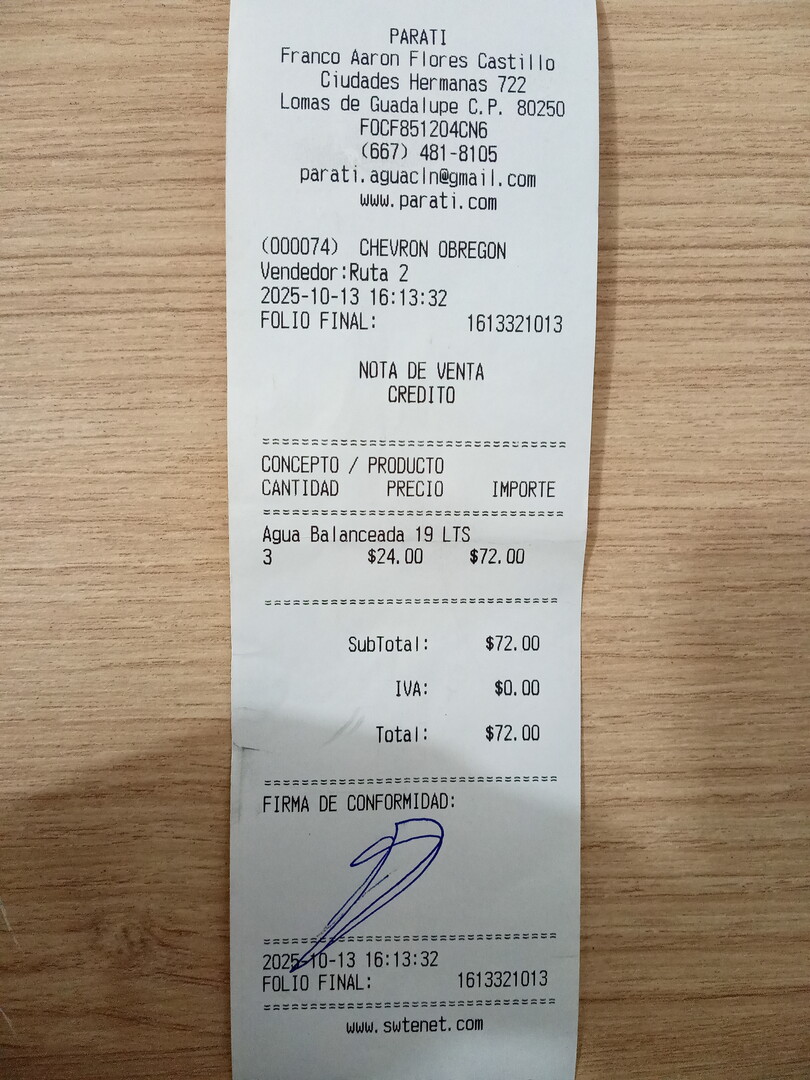 PARATI
Franco Aaron Flores Castillo
Ciudades Hermanas 722
Lomas de Guadalupe C.P. 80250
FOCF851204CN6
(667) 481-8105
parati.aguacln@gmail.com
www.parati.com
(000074) CHEVRON OBREGON
Vendedor:Ruta 2
2025-10-13 16:13:32
FOLIO FINAL: 1613321013
NOTA DE VENTA
CREDITO
===============================
CONCEPTO / PRODUCTO
CANTIDAD PRECIO IMPORTE
===============================
Agua Balanceada 19 LTS
3 $24.00 $72.00
===============================
SubTotal: $72.00
IVA: $0.00
Total: $72.00
===============================
FIRMA DE CONFORMIDAD:
===============================
2025-10-13 16:13:32
FOLIO FINAL: 1613321013
===============================
www.swtenet.com